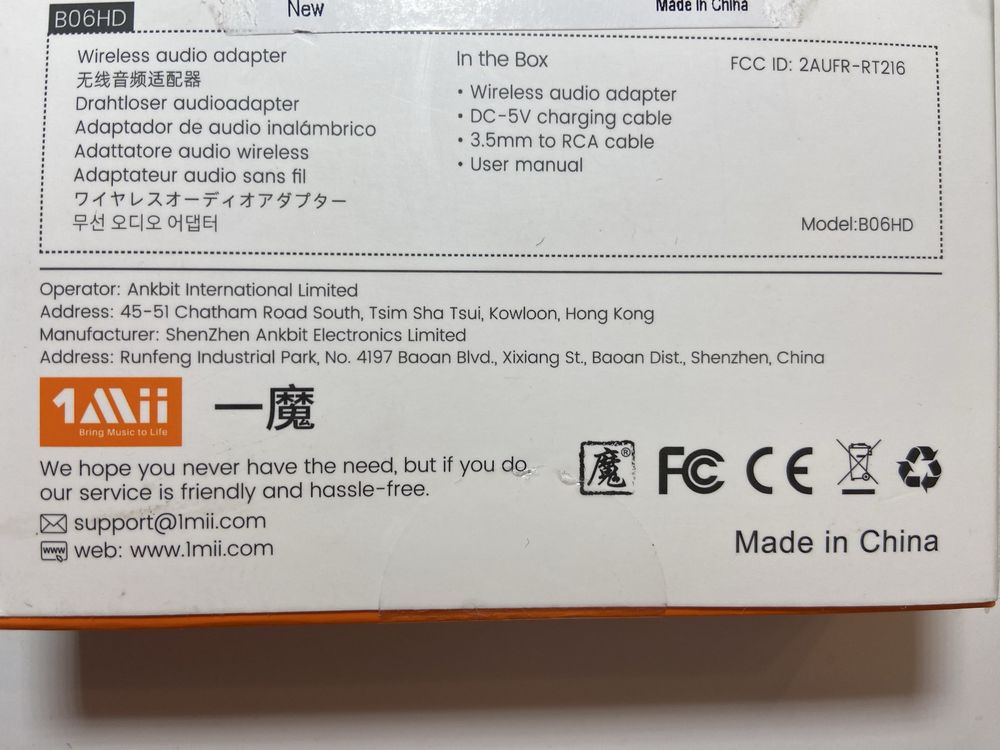 New
Made in China
B06HD
Wireless audio adapter
无线音频适配器
Drahtloser audioadapter
Adaptador de audio inalámbrico
Adattatore audio wireless
Adaptateur audio sans fil
ワイヤレスオーディオアダプター
무선 오디오 어댑터
In the Box
• Wireless audio adapter
• DC-5V charging cable
• 3.5mm to RCA cable
• User manual
FCC ID: 2AUFR-RT216
Model:B06HD
Operator: Ankbit International Limited
Address: 45-51 Chatham Road South, Tsim Sha Tsui, Kowloon, Hong Kong
Manufacturer: ShenZhen Ankbit Electronics Limited
Address: Runfeng Industrial Park, No. 4197 Baoan Blvd., Xixiang St., Baoan Dist., Shenzhen, China
1Mii
Bring Music to Life
一魔
We hope you never have the need, but if you do,
our service is friendly and hassle-free.
support@1mii.com
www web: www.1mii.com
魔®
FC CE
Made in China